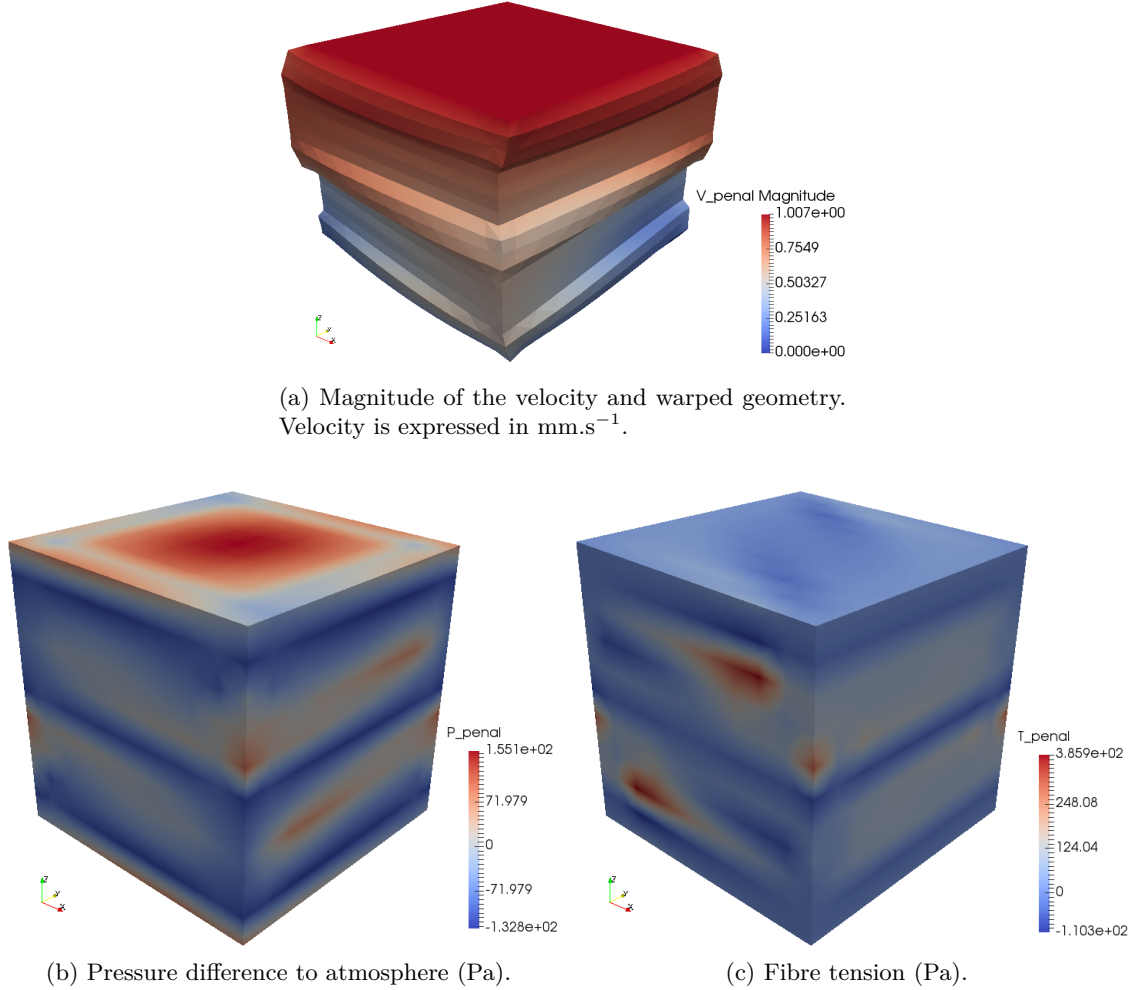 V_penal Magnitude
1.007e+00
0.7549
0.50327
0.25163
0.000e+00
z
y
x
(a) Magnitude of the velocity and warped geometry.
Velocity is expressed in mm.s⁻¹.
P_penal
1.551e+02
71.979
0
-71.979
-1.328e+02
z
y
x
T_penal
3.859e+02
248.08
124.04
0
-1.103e+02
z
y
x
(b) Pressure difference to atmosphere (Pa).
(c) Fibre tension (Pa).